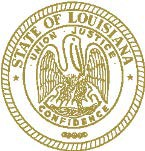 STATE OF LOUISIANA
UNION JUSTICE
CONFIDENCE